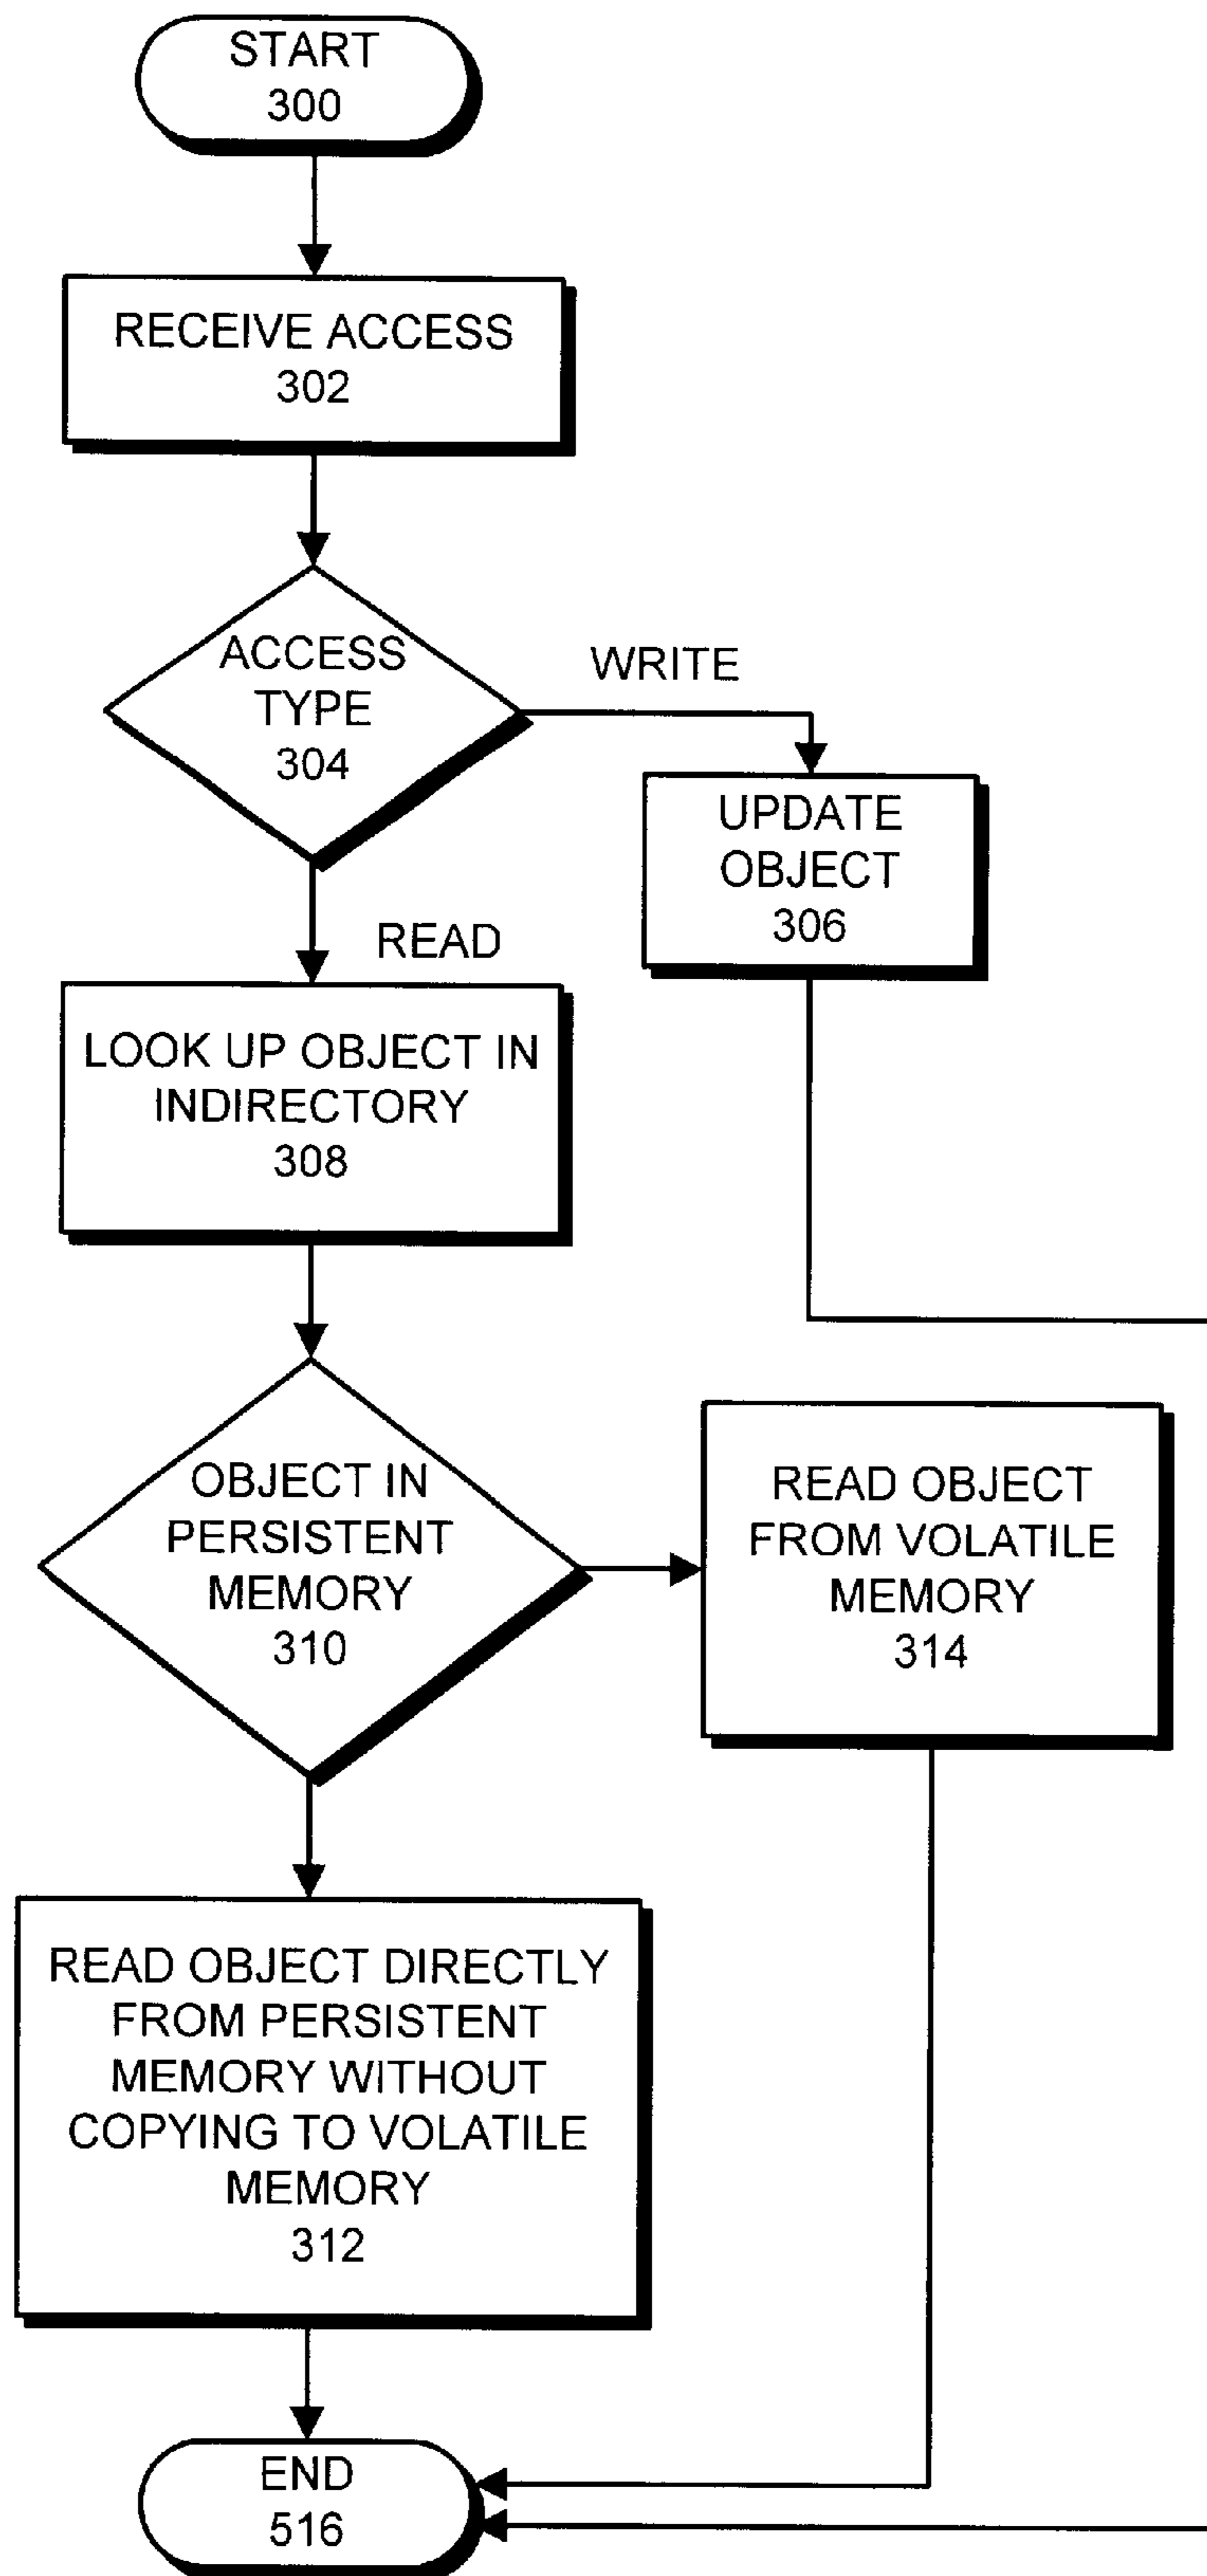 START
300
RECEIVE ACCESS
302
ACCESS
TYPE
304
WRITE
UPDATE
OBJECT
306
READ
LOOK UP OBJECT IN
INDIRECTORY
308
OBJECT IN
PERSISTENT
MEMORY
310
READ OBJECT
FROM VOLATILE
MEMORY
314
READ OBJECT DIRECTLY
FROM PERSISTENT
MEMORY WITHOUT
COPYING TO VOLATILE
MEMORY
312
END
516